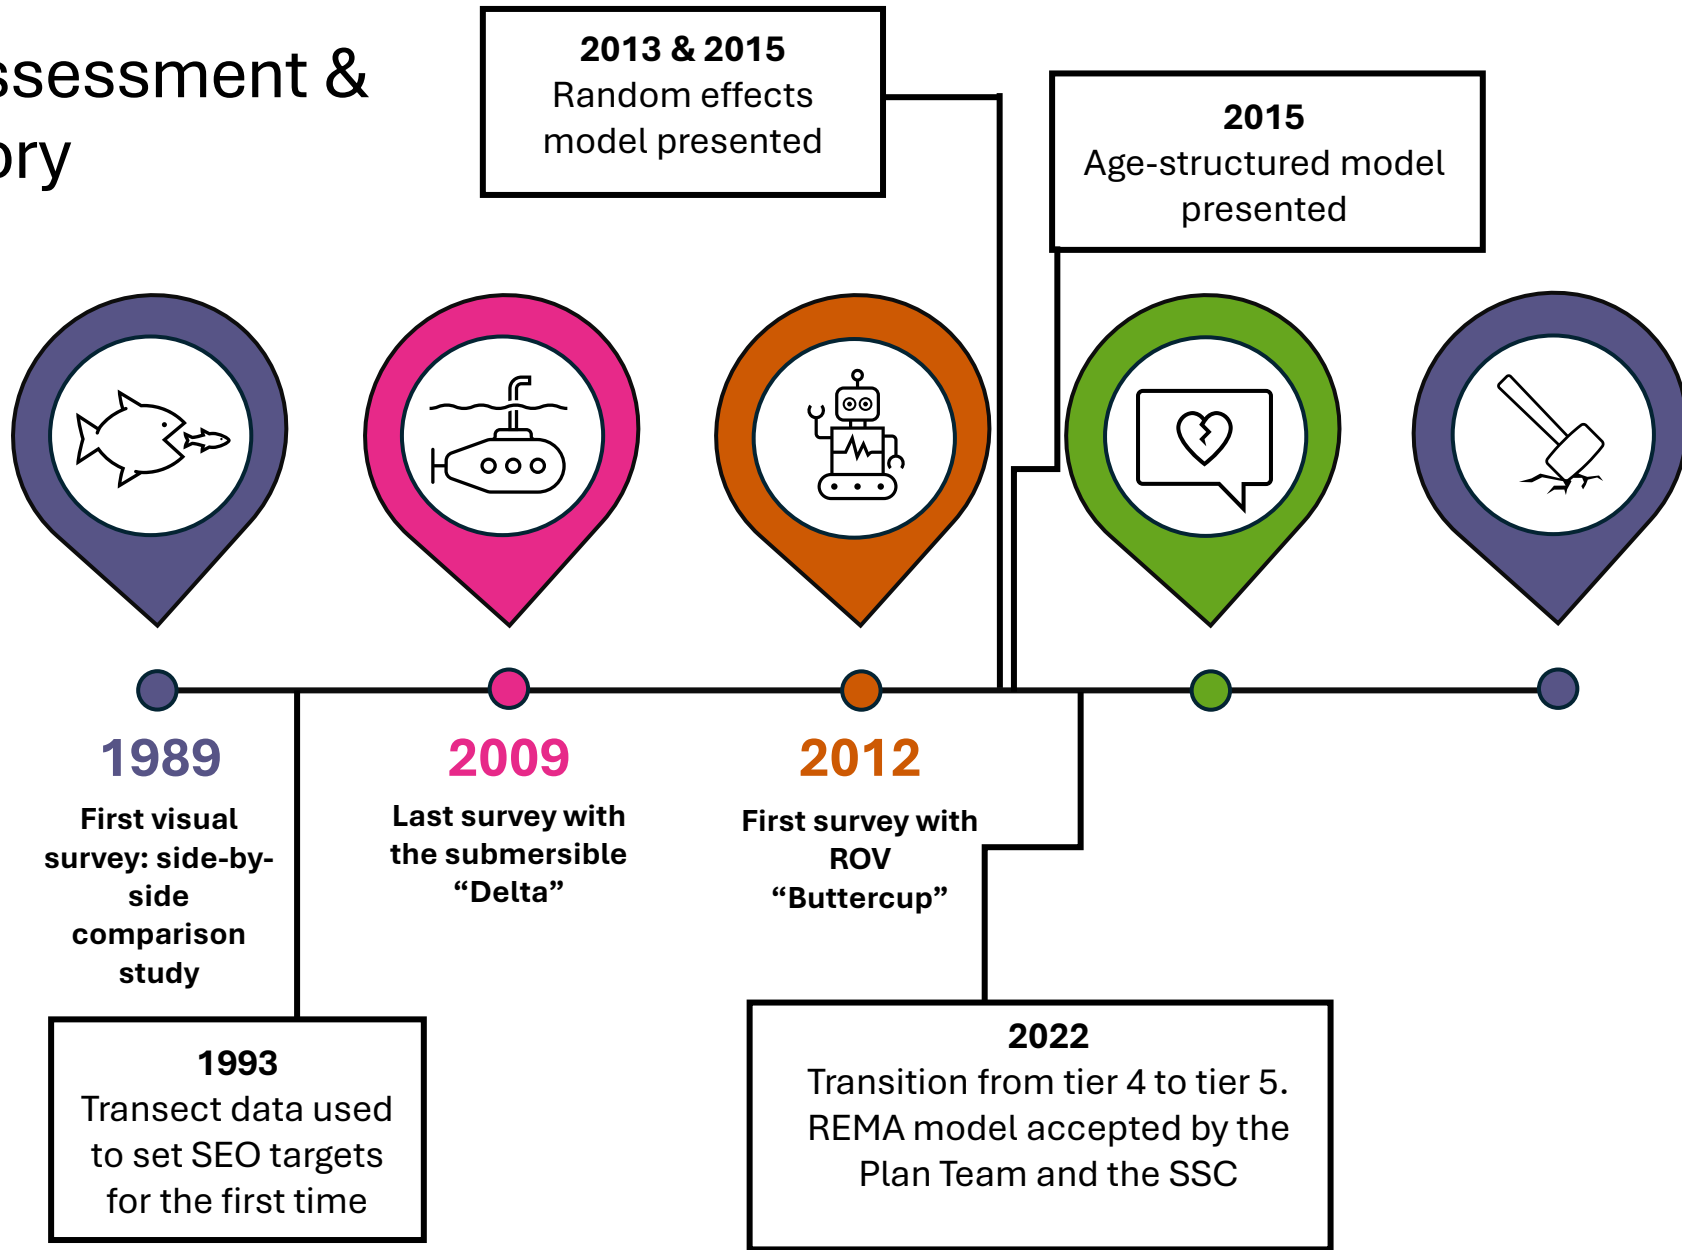 ssessment &
ory
2013 & 2015
Random effects
model presented
2015
Age-structured model
presented
1989
First visual
survey: side-by-
side
comparison
study
2009
Last survey with
the submersible
“Delta”
2012
First survey with
ROV
“Buttercup”
1993
Transect data used
to set SEO targets
for the first time
2022
Transition from tier 4 to tier 5.
REMA model accepted by the
Plan Team and the SSC